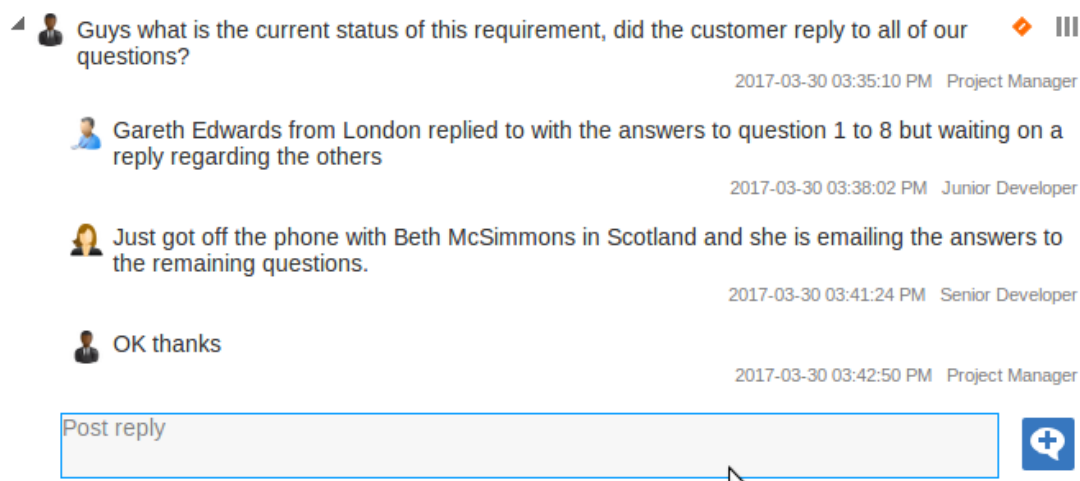 Guys what is the current status of this requirement, did the customer reply to all of our
questions?
2017-03-30 03:35:10 PM Project Manager
Gareth Edwards from London replied to with the answers to question 1 to 8 but waiting on a
reply regarding the others
2017-03-30 03:38:02 PM Junior Developer
Just got off the phone with Beth McSimmons in Scotland and she is emailing the answers to
the remaining questions.
2017-03-30 03:41:24 PM Senior Developer
OK thanks
2017-03-30 03:42:50 PM Project Manager
Post reply